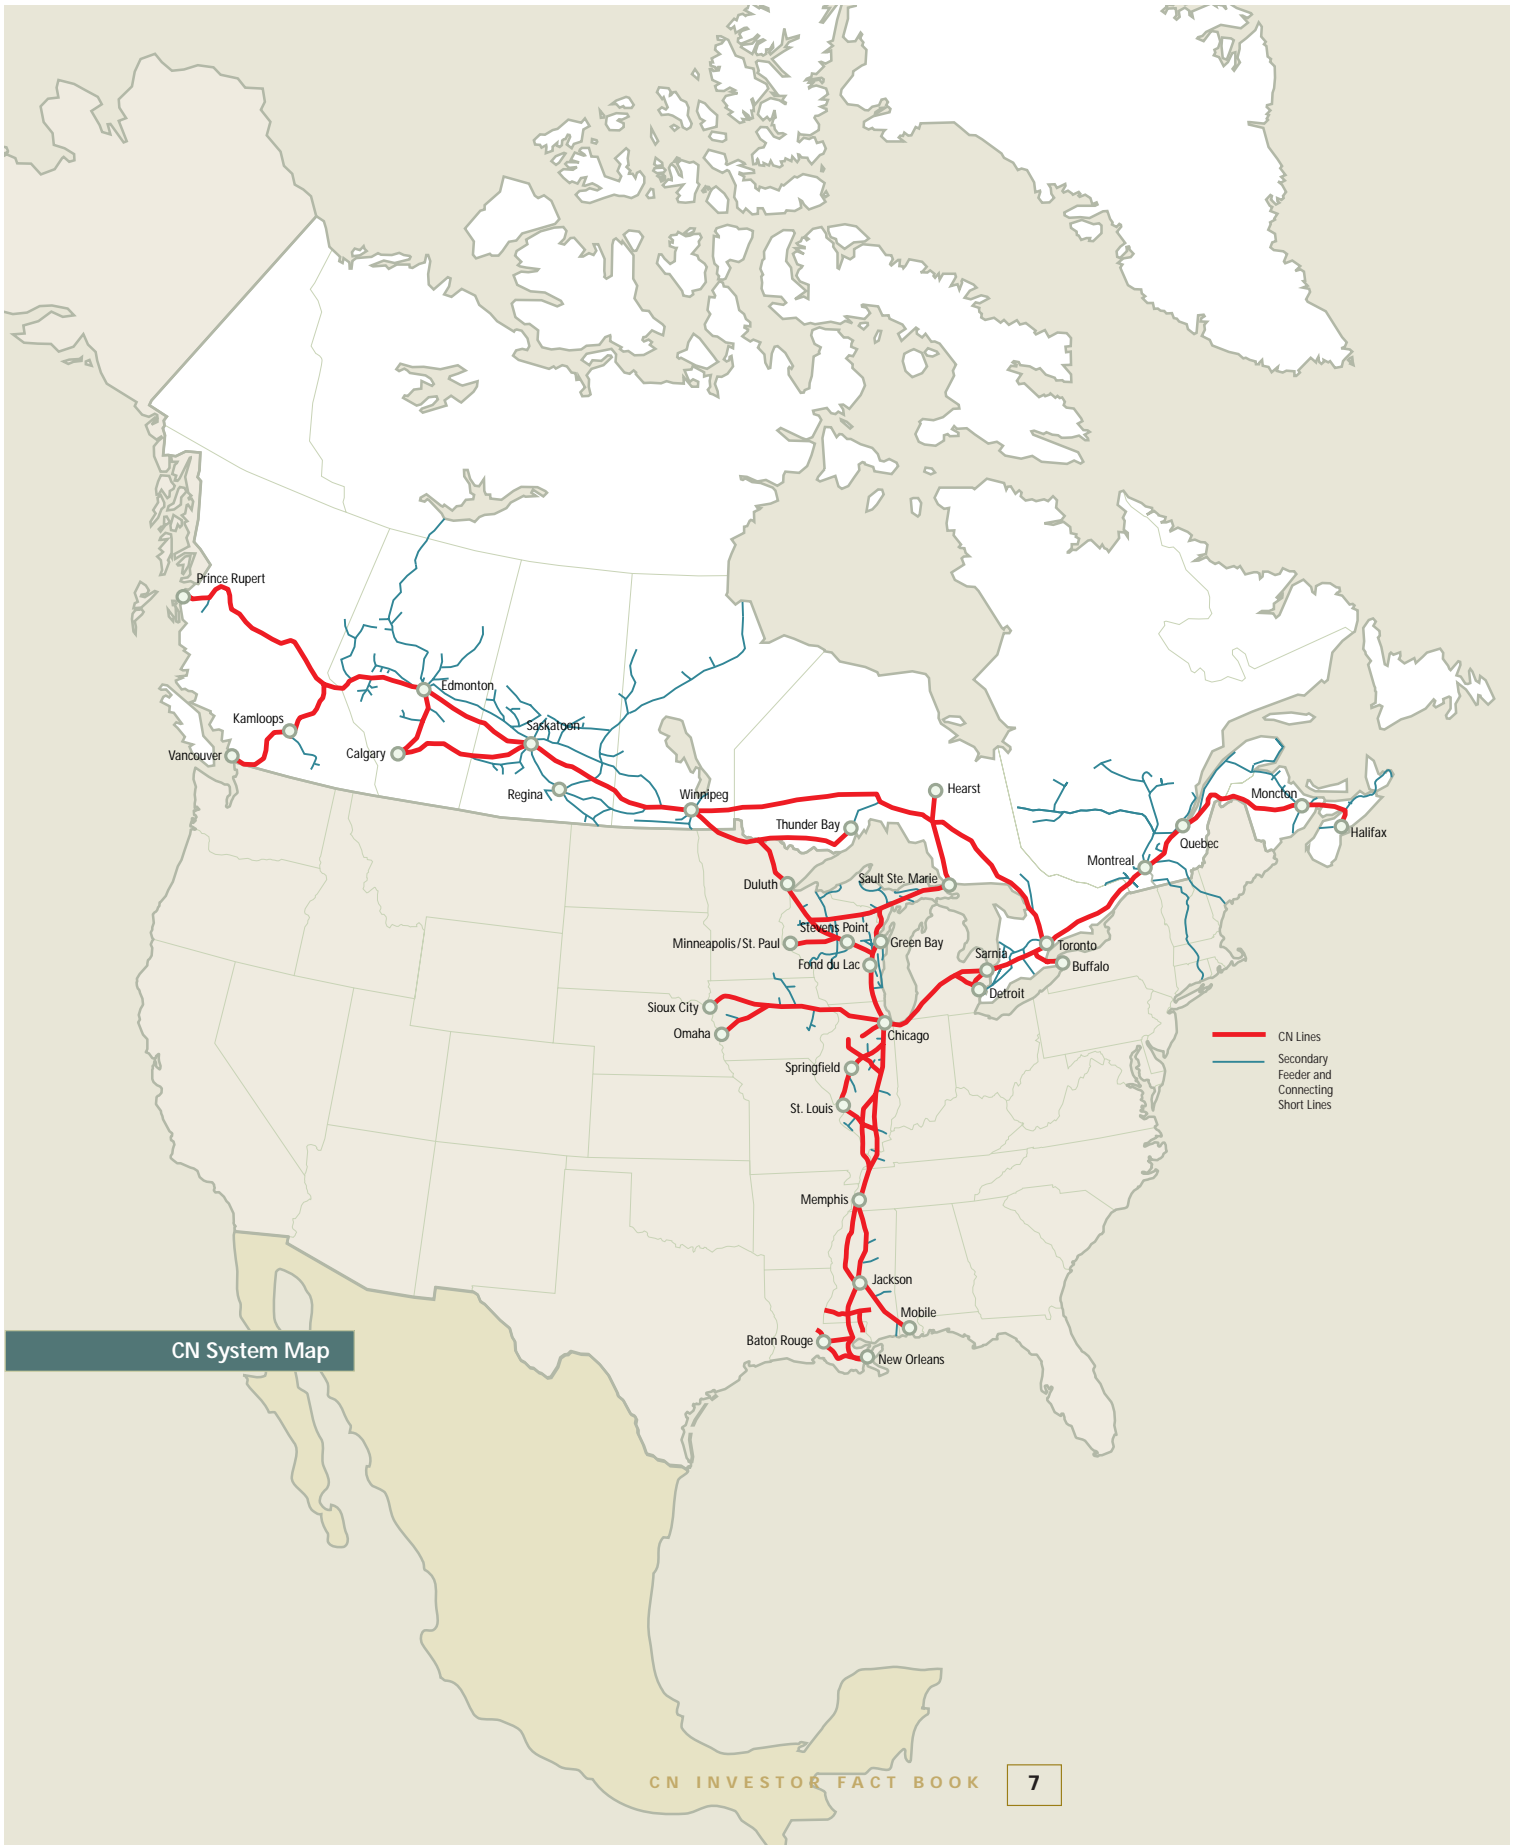 Prince Rupert
Edmonton
Kamloops
Saskatoon
Vancouver
Calgary
Regina
Winnipeg
Hearst
Moncton
Thunder Bay
Halifax
Quebec
Montreal
Duluth
Sault Ste. Marie
Stevens Point
Minneapolis/St. Paul
Green Bay
Toronto
Sarnia
Fond du Lac
Buffalo
Detroit
Sioux City
Omaha
Chicago
CN Lines
Secondary
Feeder and
Connecting
Short Lines
Springfield
St. Louis
Memphis
Jackson
Mobile
Baton Rouge
New Orleans
CN System Map
CN INVESTOR FACT BOOK
7